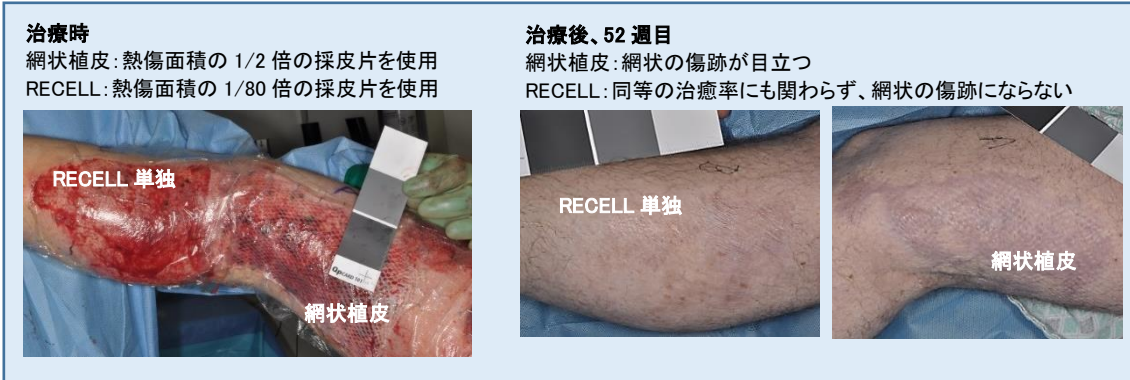 治療時
網状植皮：熱傷面積の 1/2 倍の採皮片を使用
RECELL：熱傷面積の 1/80 倍の採皮片を使用
RECELL 単独
網状植皮
治療後、52 週目
網状植皮：網状の傷跡が目立つ
RECELL：同等の治癒率にも関わらず、網状の傷跡にならない
RECELL 単独
網状植皮